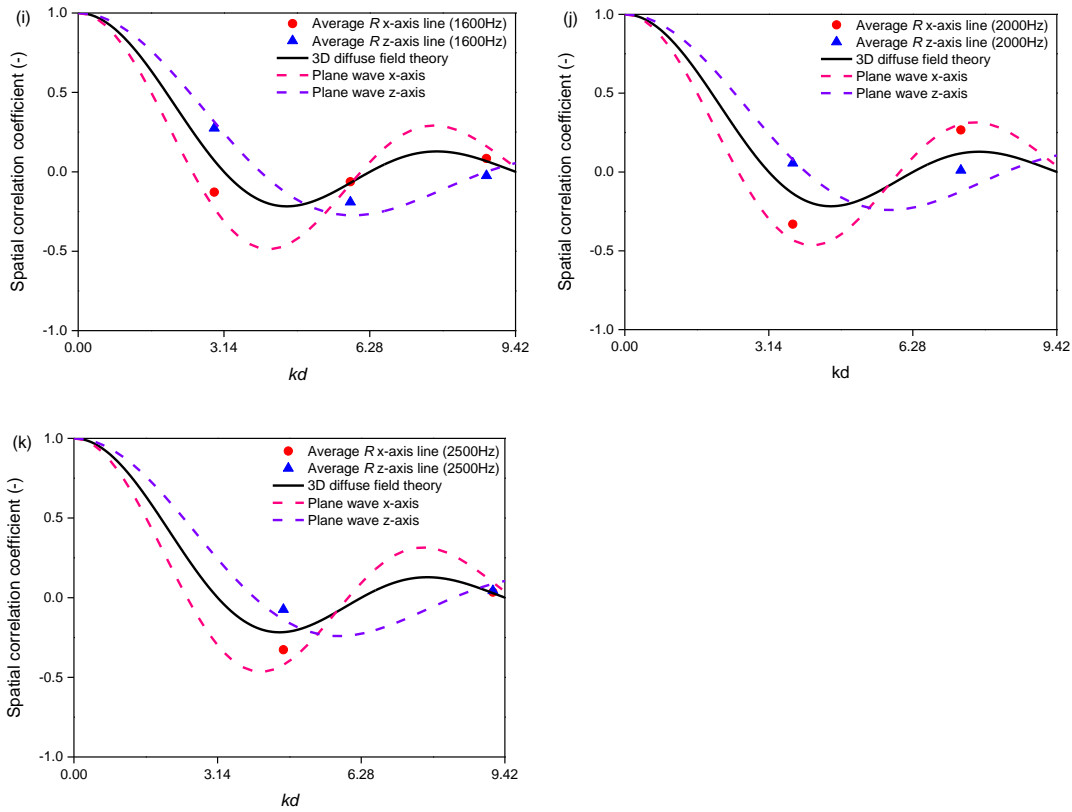 (i)
Average R x-axis line (1600Hz)
Average R z-axis line (1600Hz)
3D diffuse field theory
Plane wave x-axis
Plane wave z-axis
Spatial correlation coefficient (-)
1.0
0.5
0.0
-0.5
-1.0
0.00 3.14 6.28 9.42
kd
(j)
Average R x-axis line (2000Hz)
Average R z-axis line (2000Hz)
3D diffuse field theory
Plane wave x-axis
Plane wave z-axis
Spatial correlation coefficient (-)
1.0
0.5
0.0
-0.5
-1.0
0.00 3.14 6.28 9.42
kd
(k)
Average R x-axis line (2500Hz)
Average R z-axis line (2500Hz)
3D diffuse field theory
Plane wave x-axis
Plane wave z-axis
Spatial correlation coefficient (-)
1.0
0.5
0.0
-0.5
-1.0
0.00 3.14 6.28 9.42
kd